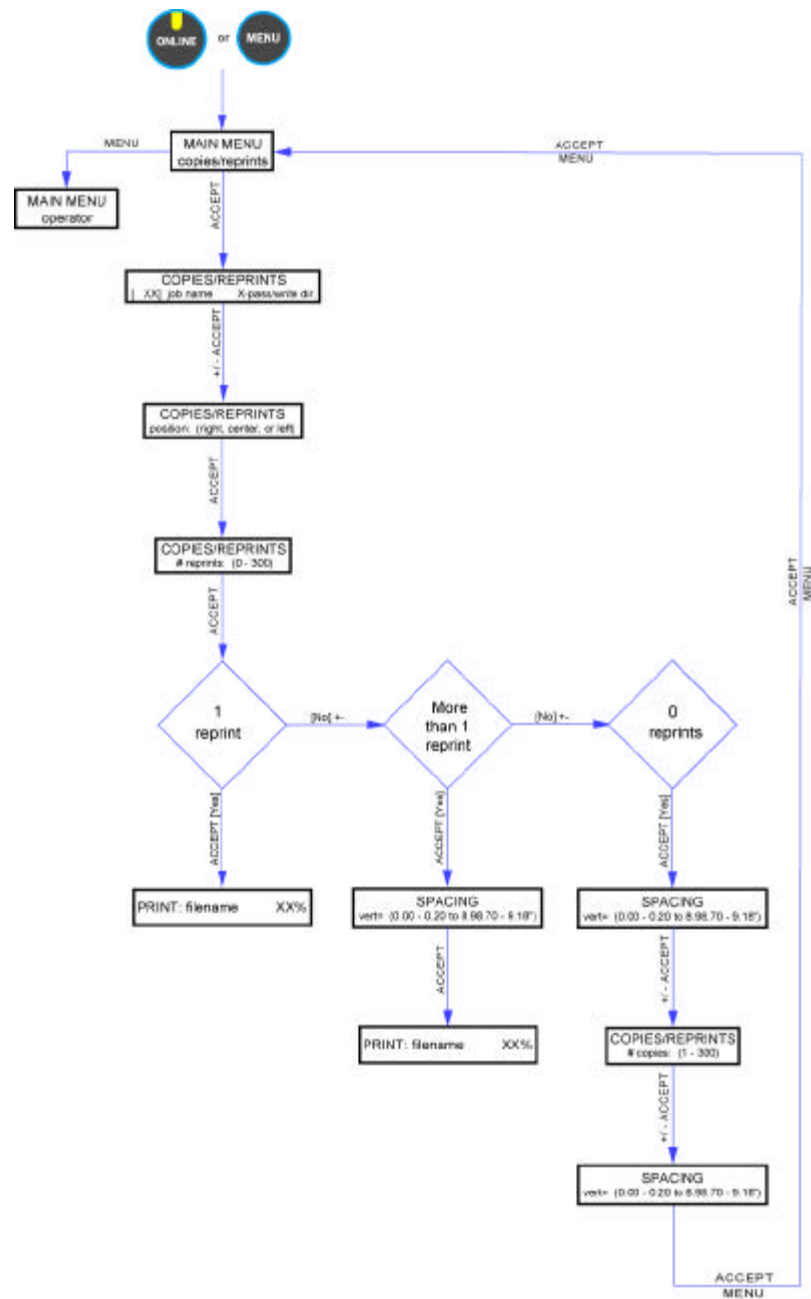 ONLINE or MENU
MENU
MAIN MENU
copies/reprints
ACCEPT
MENU
MAIN MENU
operator
ACCEPT
COPIES/REPRINTS
[ XX] job name X-pass/write dir
+/- ACCEPT
COPIES/REPRINTS
position: (right, center, or left)
ACCEPT
COPIES/REPRINTS
# reprints: (0 - 300)
ACCEPT
MENU
ACCEPT
1
reprint
[No] +-
More
than 1
reprint
[No] +-
0
reprints
ACCEPT [Yes]
ACCEPT [Yes]
ACCEPT [Yes]
PRINT: filename XX%
SPACING
vert= (0.00 - 0.20 to 8.98.70 - 9.18")
SPACING
vert= (0.00 - 0.20 to 8.98.70 - 9.18")
ACCEPT
+/- ACCEPT
PRINT: filename XX%
COPIES/REPRINTS
# copies: (1 - 300)
+/- ACCEPT
SPACING
vert= (0.00 - 0.20 to 8.98.70 - 9.18")
ACCEPT
MENU